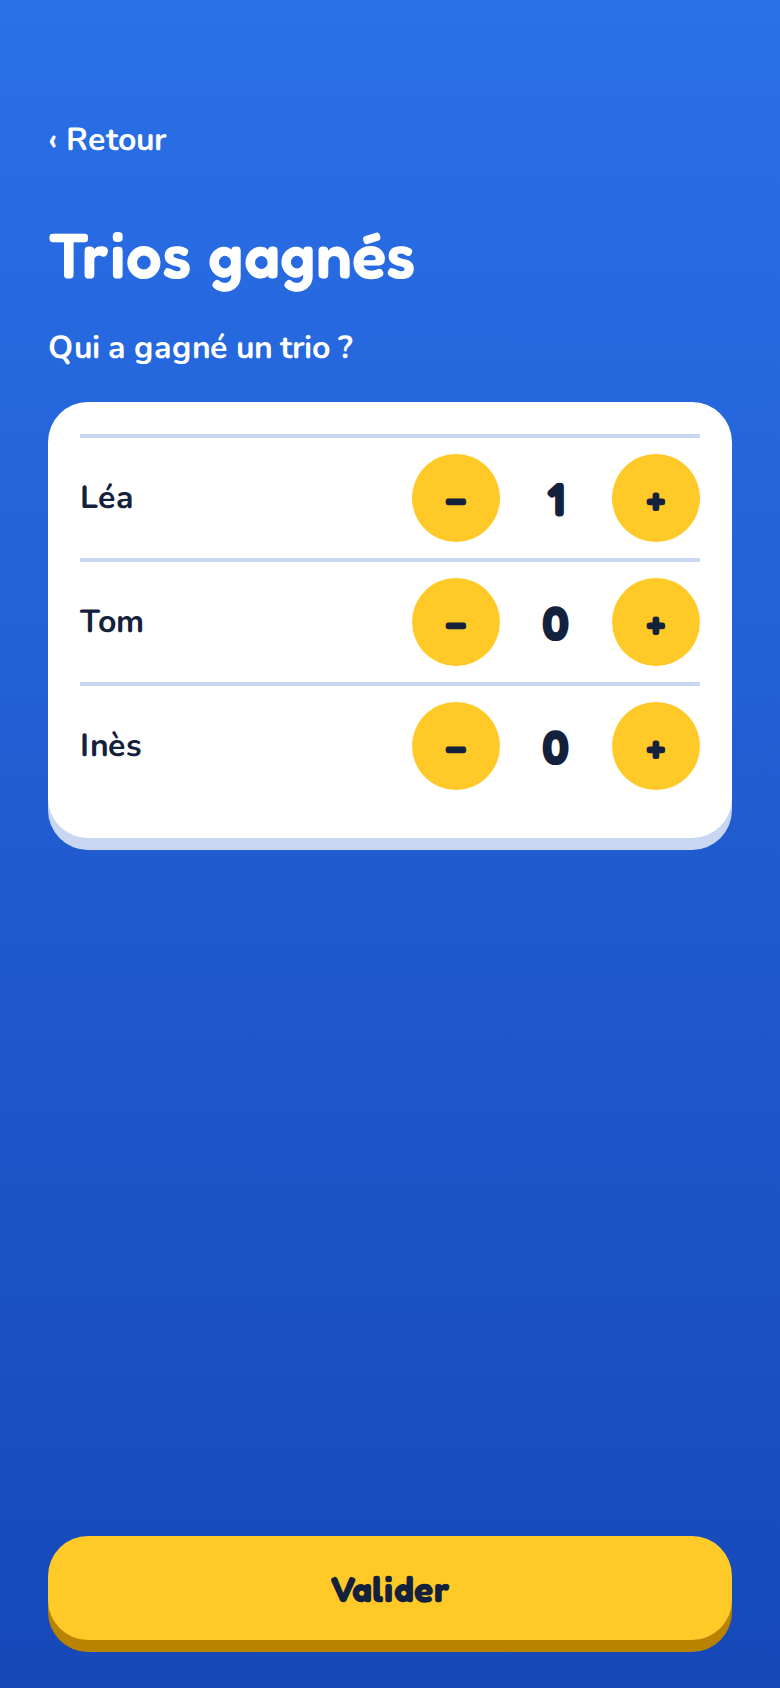 ‹ Retour
Trios gagnés
Qui a gagné un trio ?
Léa − 1 +
Tom − 0 +
Inès − 0 +
Valider